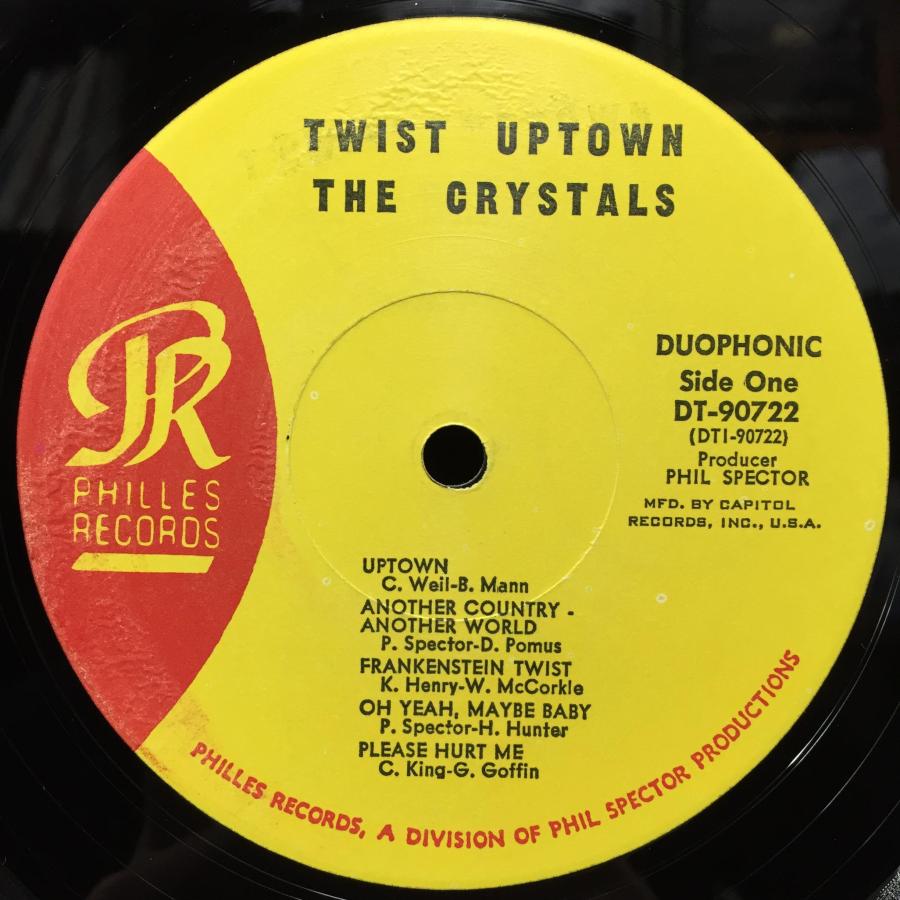 TWIST UPTOWN
THE CRYSTALS
PR
PHILLES
RECORDS
DUOPHONIC
Side One
DT-90722
(DT1-90722)
Producer
PHIL SPECTOR
MFD. BY CAPITOL
RECORDS, INC., U.S.A.
UPTOWN
C. Weil-B. Mann
ANOTHER COUNTRY -
ANOTHER WORLD
P. Spector-D. Pomus
FRANKENSTEIN TWIST
K. Henry-W. McCorkle
OH YEAH, MAYBE BABY
P. Spector-H. Hunter
PLEASE HURT ME
C. King-G. Goffin
PHILLES RECORDS, A DIVISION OF PHIL SPECTOR PRODUCTIONS